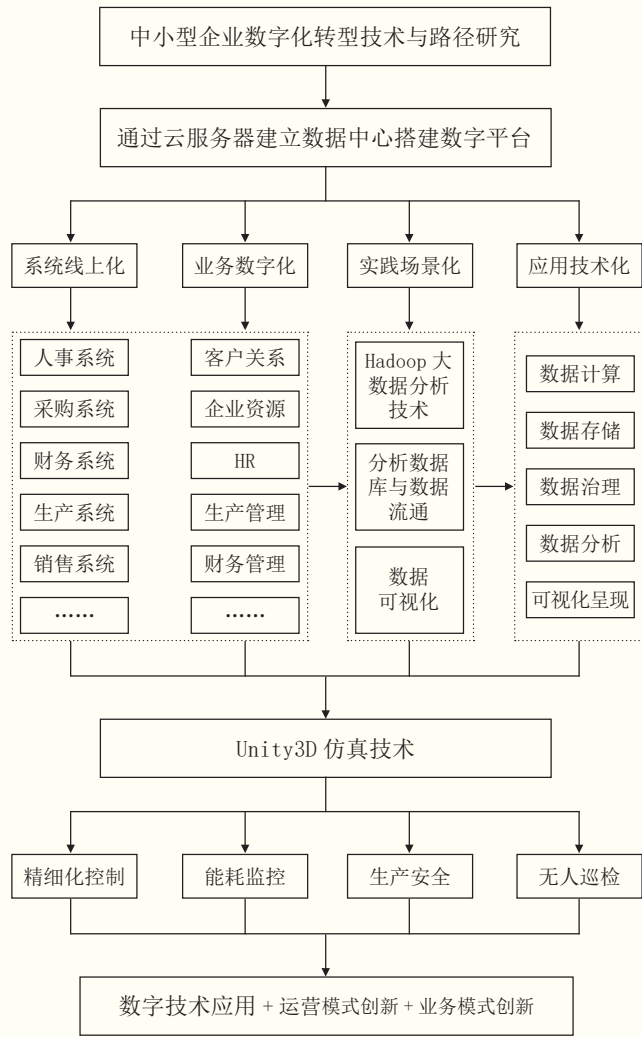 中小型企业数字化转型技术与路径研究
通过云服务器建立数据中心搭建数字平台
系统线上化
业务数字化
实践场景化
应用技术化
人事系统
采购系统
财务系统
生产系统
销售系统
……
客户关系
企业资源
HR
生产管理
财务管理
……
Hadoop 大
数据分析
技术
分析数据
库与数据
流通
数据
可视化
数据计算
数据存储
数据治理
数据分析
可视化呈现
Unity3D 仿真技术
精细化控制
能耗监控
生产安全
无人巡检
数字技术应用 + 运营模式创新 + 业务模式创新